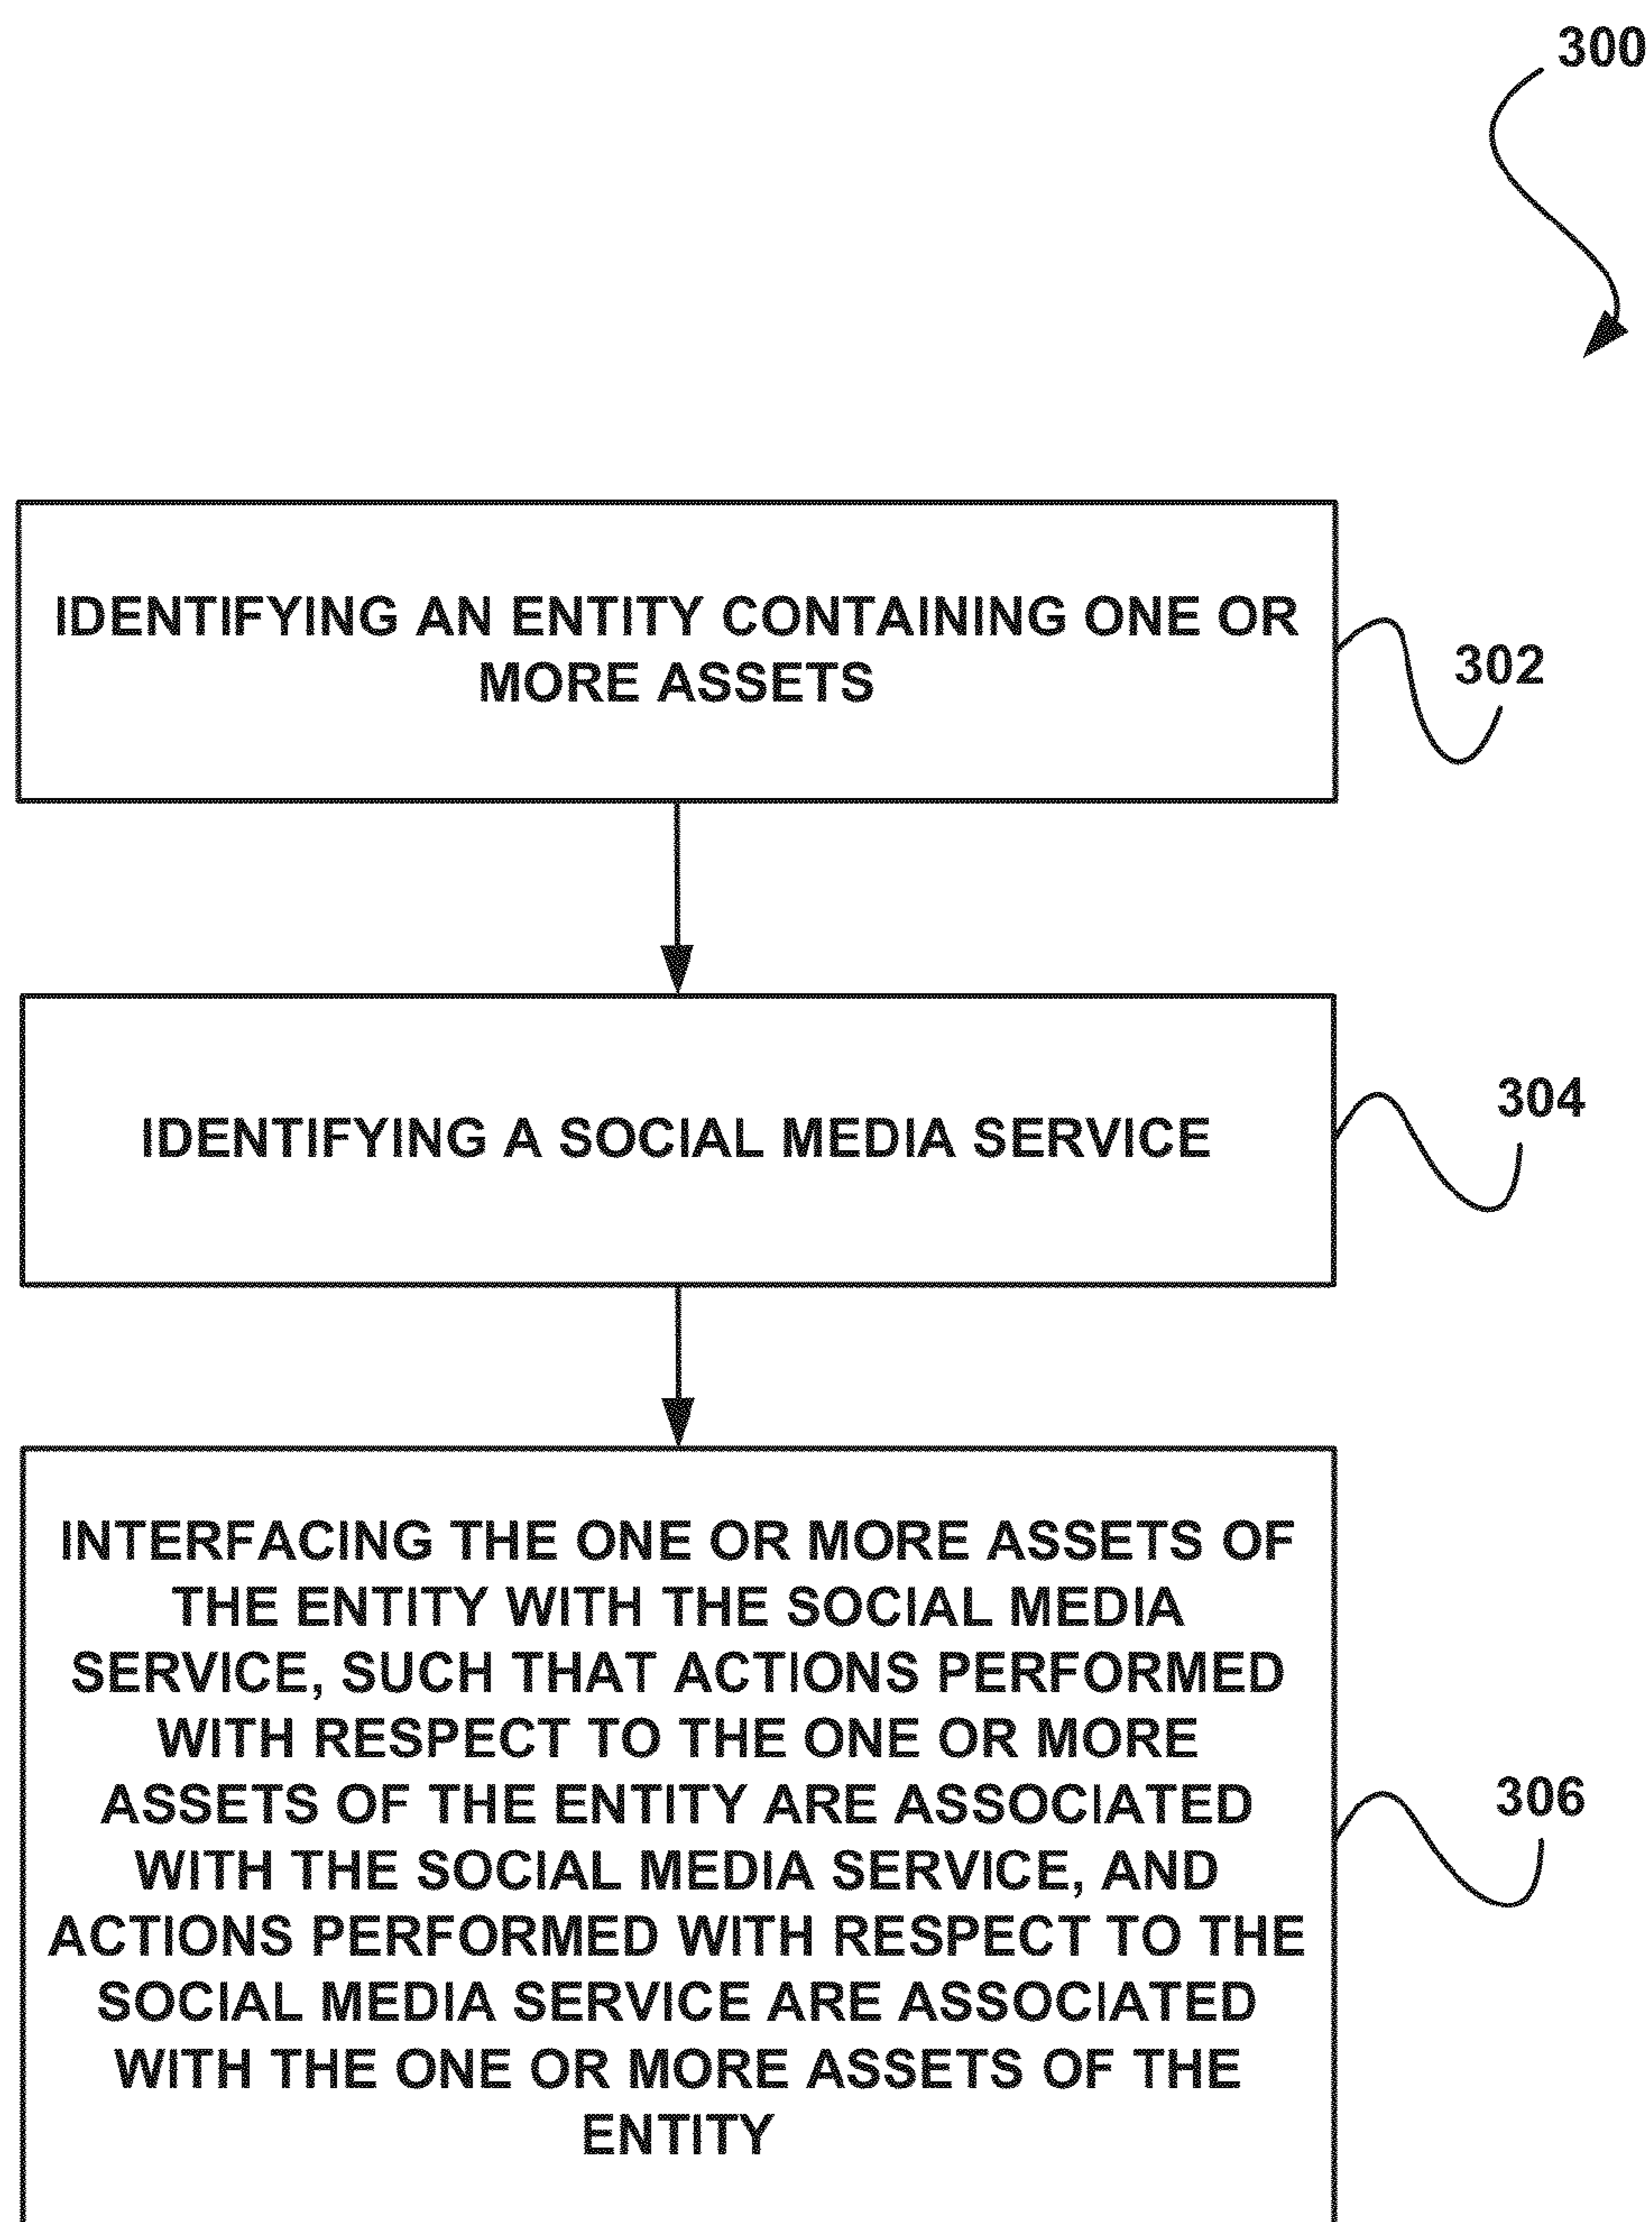 300
IDENTIFYING AN ENTITY CONTAINING ONE OR
MORE ASSETS
302
IDENTIFYING A SOCIAL MEDIA SERVICE
304
INTERFACING THE ONE OR MORE ASSETS OF
THE ENTITY WITH THE SOCIAL MEDIA
SERVICE, SUCH THAT ACTIONS PERFORMED
WITH RESPECT TO THE ONE OR MORE
ASSETS OF THE ENTITY ARE ASSOCIATED
WITH THE SOCIAL MEDIA SERVICE, AND
ACTIONS PERFORMED WITH RESPECT TO THE
SOCIAL MEDIA SERVICE ARE ASSOCIATED
WITH THE ONE OR MORE ASSETS OF THE
ENTITY
306